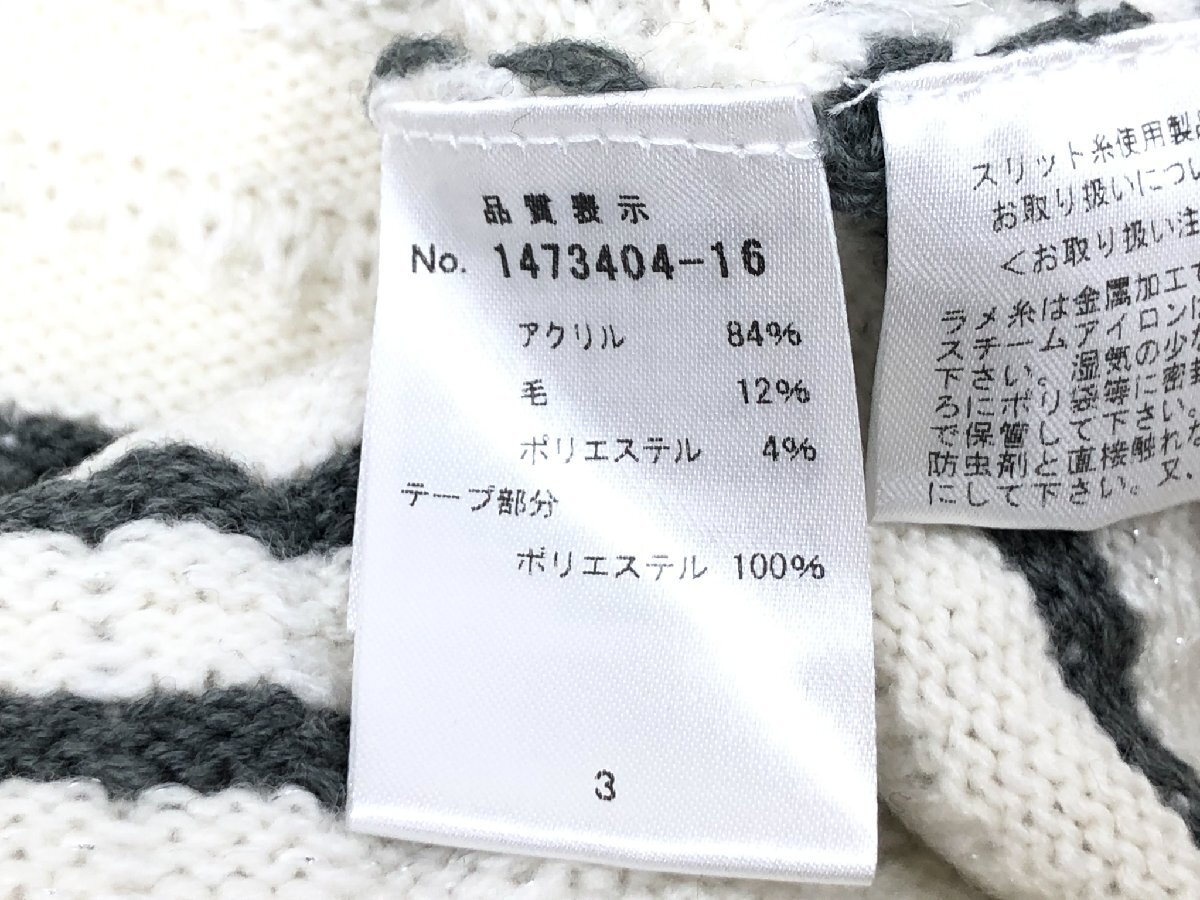 品質表示
No. 1473404-16
アクリル 84%
毛 12%
ポリエステル 4%
テープ部分
ポリエステル 100%
3
スリット糸使用製品
お取り扱いについ
<お取り扱い注
ラメ糸は金属加工で
スチームアイロンは
下さい。湿気の少な
ろにポリ袋等に密封
で保管して下さい。
防虫剤と直接触れな
にして下さい。又、